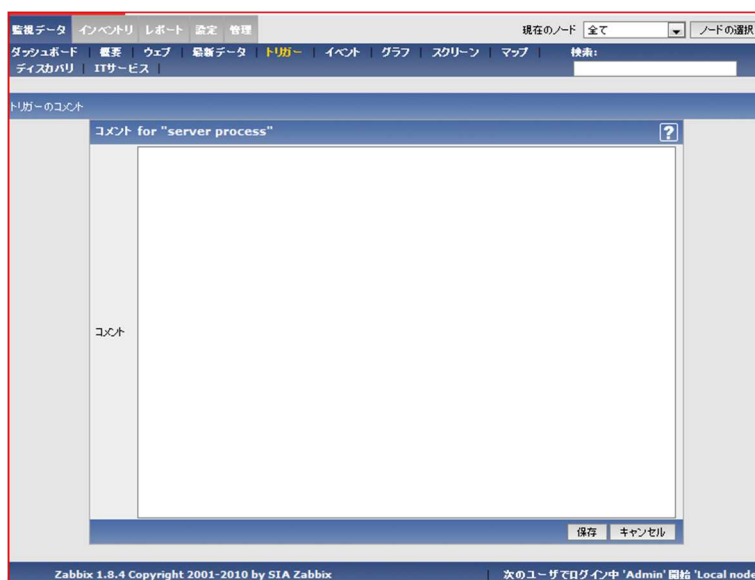 監視データ インベントリ レポート 設定 管理 現在のノード 全て ノードの選択
ダッシュボード | 概要 | ウェブ | 最新データ | トリガー | イベント | グラフ | スクリーン | マップ | 検索:
ディスカバリ | ITサービス |
トリガーのコメント
コメント for "server process" ?
コメント
保存 キャンセル
Zabbix 1.8.4 Copyright 2001-2010 by SIA Zabbix | 次のユーザでログイン中 'Admin' 開始 'Local node